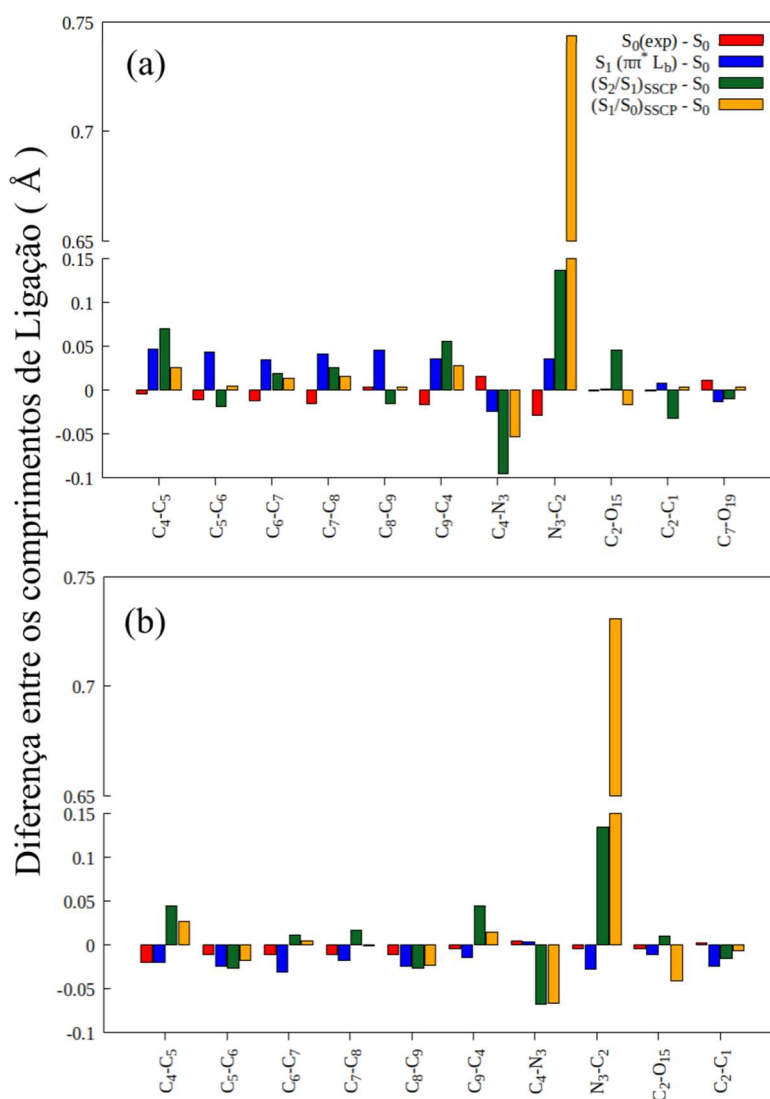 Diferença entre os comprimentos de Ligação ( Å )
(a)
S₀(exp) - S₀
S₁ (ππ* L_b) - S₀
(S₂/S₁)_SSCP - S₀
(S₁/S₀)_SSCP - S₀
0.75
0.7
0.65
0.15
0.1
0.05
0
-0.05
-0.1
C₄-C₅
C₅-C₆
C₆-C₇
C₇-C₈
C₈-C₉
C₉-C₄
C₄-N₃
N₃-C₂
C₂-O₁₅
C₂-C₁
C₇-O₁₉
(b)
0.75
0.7
0.65
0.15
0.1
0.05
0
-0.05
-0.1
C₄-C₅
C₅-C₆
C₆-C₇
C₇-C₈
C₈-C₉
C₉-C₄
C₄-N₃
N₃-C₂
C₂-O₁₅
C₂-C₁